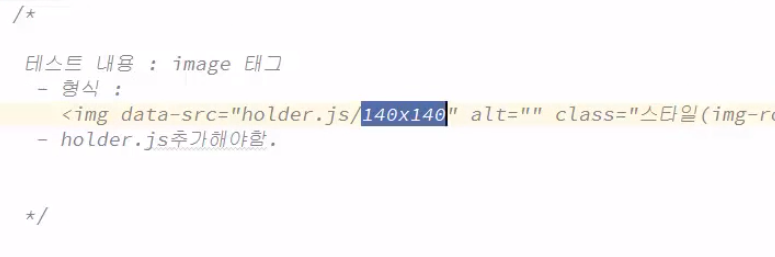 /*
테스트 내용 : image 태그
- 형식 :
<img data-src="holder.js/140x140" alt="" class="스타일(img-ro
- holder.js추가해야함.
*/